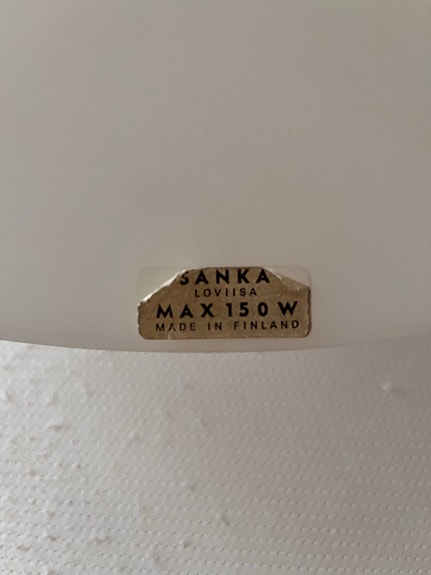 SANKA
LOVIISA
MAX 150 W
MADE IN FINLAND